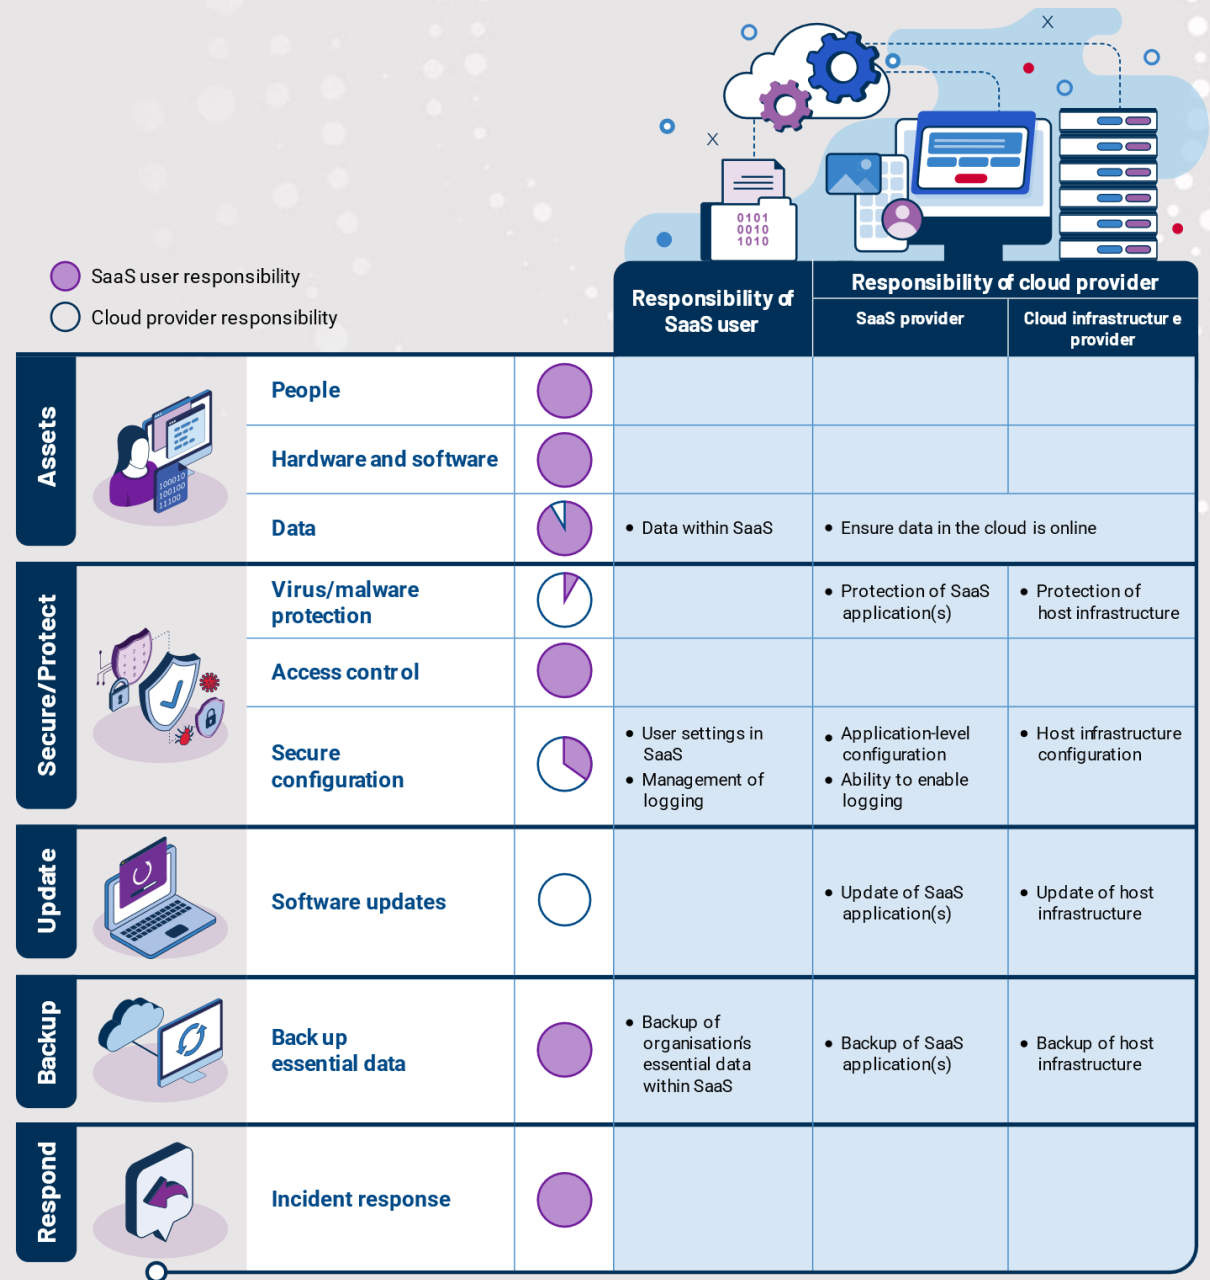 X
X
0101
0010
1010
SaaS user responsibility
Cloud provider responsibility
Responsibility of
SaaS user
Responsibility of cloud provider
SaaS provider
Cloud infrastructure
provider
Assets
100010
100100
11100
People
Hardware and software
Data
• Data within SaaS
• Ensure data in the cloud is online
Secure/Protect
Virus/malware
protection
• Protection of SaaS
application(s)
• Protection of
host infrastructure
Access control
Secure
configuration
• User settings in
SaaS
• Management of
logging
• Application-level
configuration
• Ability to enable
logging
• Host infrastructure
configuration
Update
Software updates
• Update of SaaS
application(s)
• Update of host
infrastructure
Backup
Back up
essential data
• Backup of
organisation's
essential data
within SaaS
• Backup of SaaS
application(s)
• Backup of host
infrastructure
Respond
Incident response